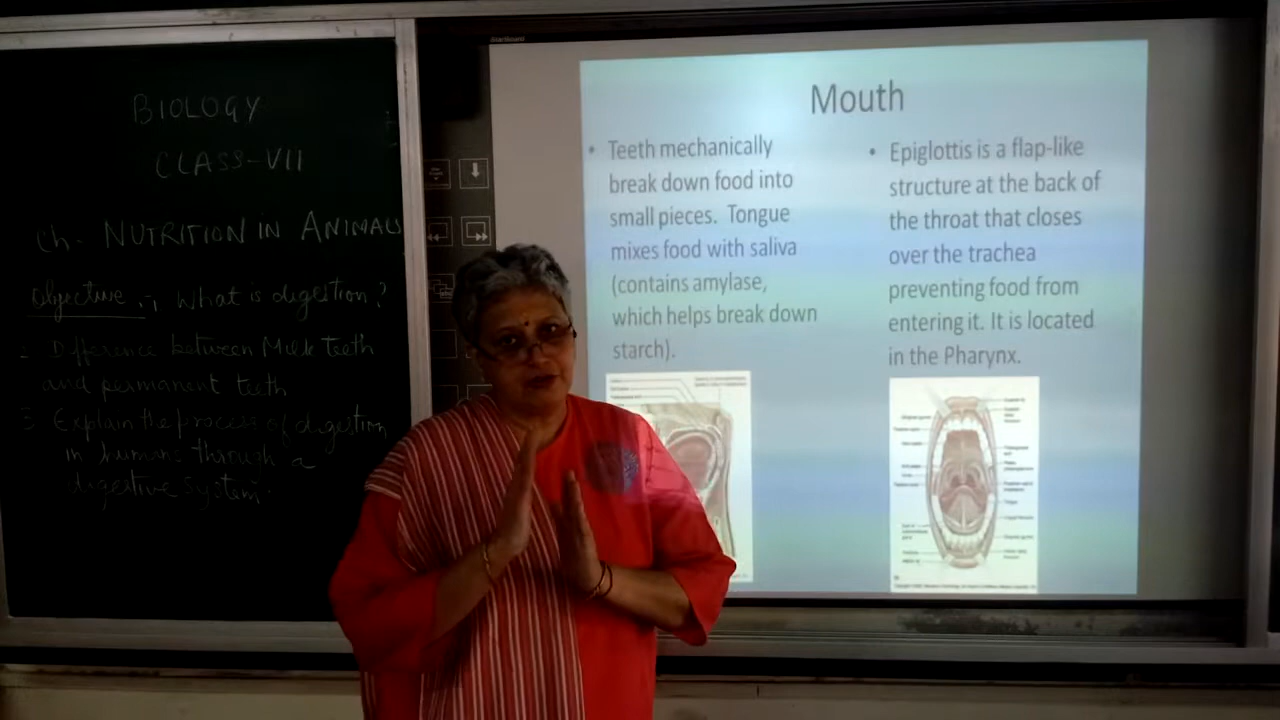 StarBoard
BIOLOGY
CLASS-VII
Ch- NUTRITION IN ANIMALS
Objective :- What is digestion?
2 Difference between Milk teeth
and permanent teeth
3 Explain the process of digestion
in humans through a
digestive system.
Mouth
• Teeth mechanically
break down food into
small pieces. Tongue
mixes food with saliva
(contains amylase,
which helps break down
starch).
• Epiglottis is a flap-like
structure at the back of
the throat that closes
over the trachea
preventing food from
entering it. It is located
in the Pharynx.